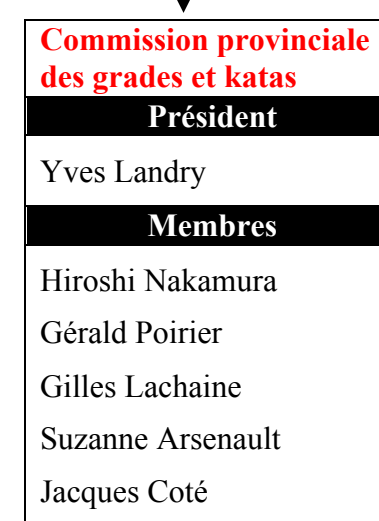 Commission provinciale
des grades et katas
Président
Yves Landry
Membres
Hiroshi Nakamura
Gérald Poirier
Gilles Lachaine
Suzanne Arsenault
Jacques Coté